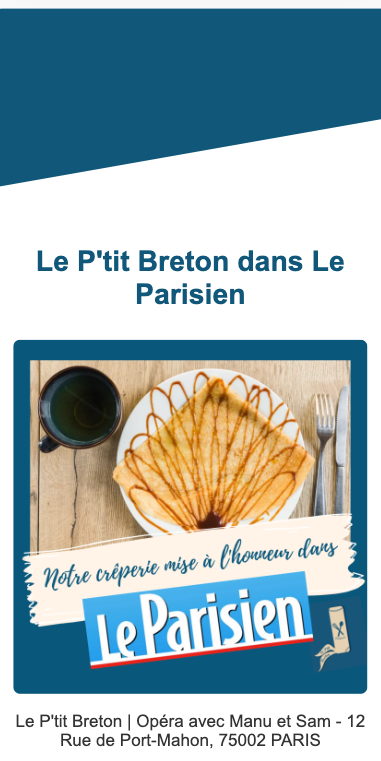 Le P'tit Breton dans Le
Parisien
Notre crêperie mise à l'honneur dans
Le Parisien
Le P'tit Breton | Opéra avec Manu et Sam - 12
Rue de Port-Mahon, 75002 PARIS